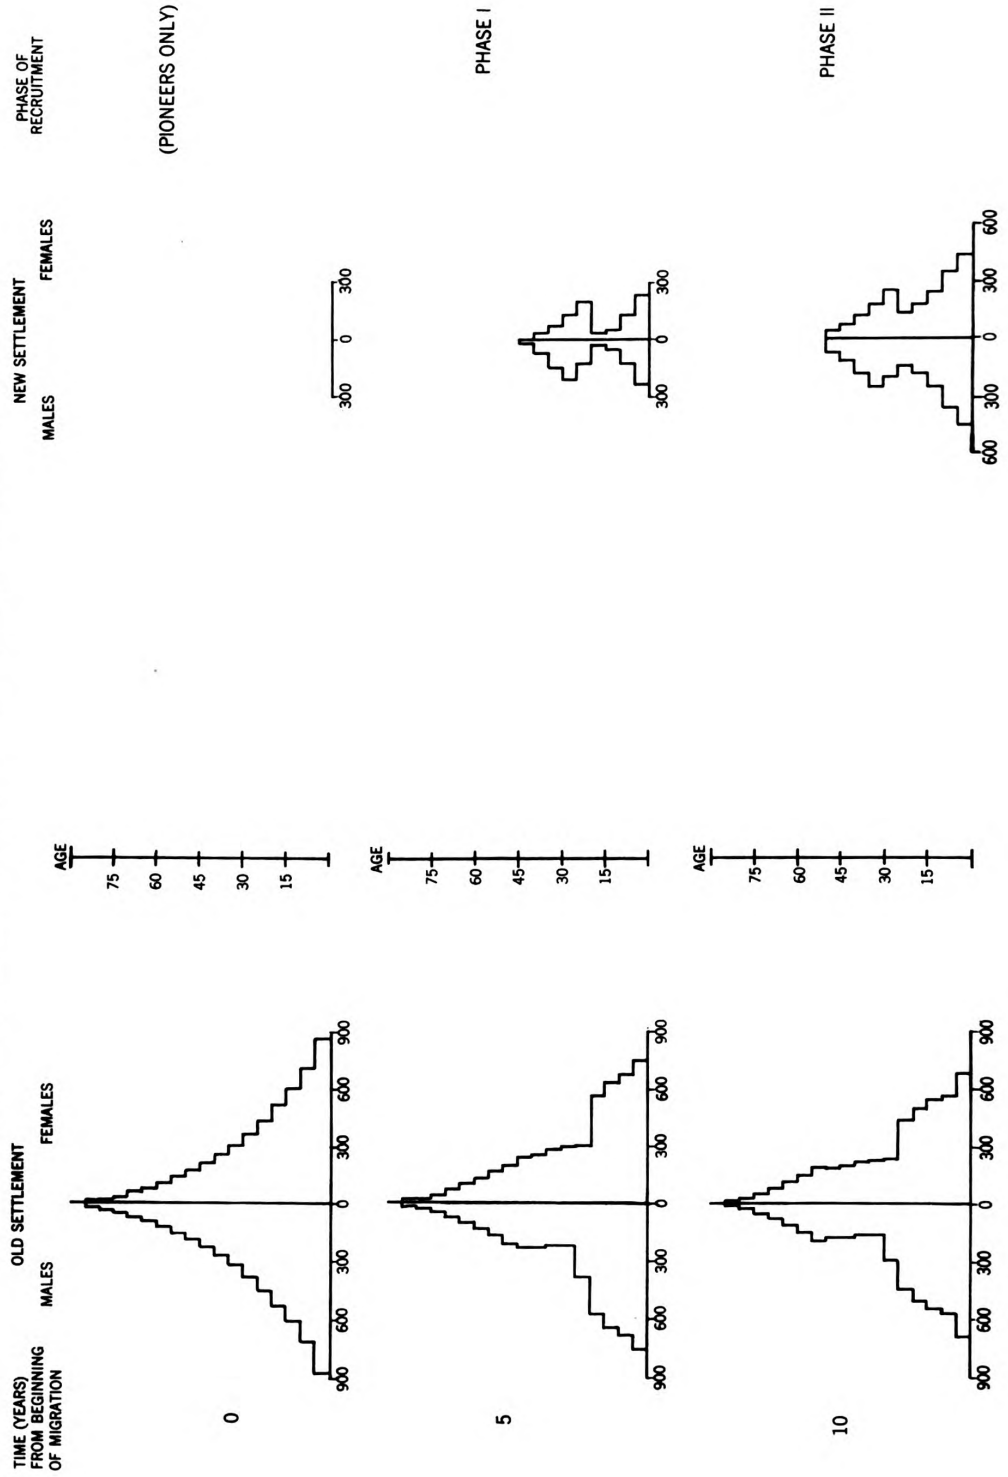 TIME (YEARS)
FROM BEGINNING
OF MIGRATION
OLD SETTLEMENT
MALES FEMALES
NEW SETTLEMENT
MALES FEMALES
PHASE OF
RECRUITMENT
0
900 600 300 0 300 600 900
AGE
75
60
45
30
15
300 0 300
(PIONEERS ONLY)
5
900 600 300 0 300 600 900
AGE
75
60
45
30
15
300 0 300
PHASE I
10
900 600 300 0 300 600 900
AGE
75
60
45
30
15
600 300 0 300 600
PHASE II